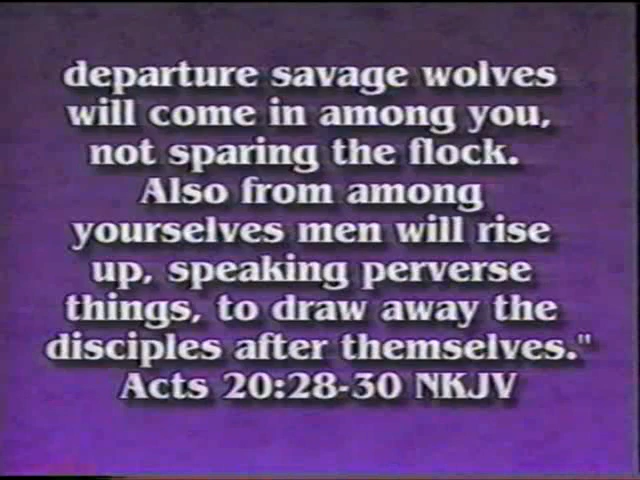 departure savage wolves
will come in among you,
not sparing the flock.
Also from among
yourselves men will rise
up, speaking perverse
things, to draw away the
disciples after themselves."
Acts 20:28-30 NKJV